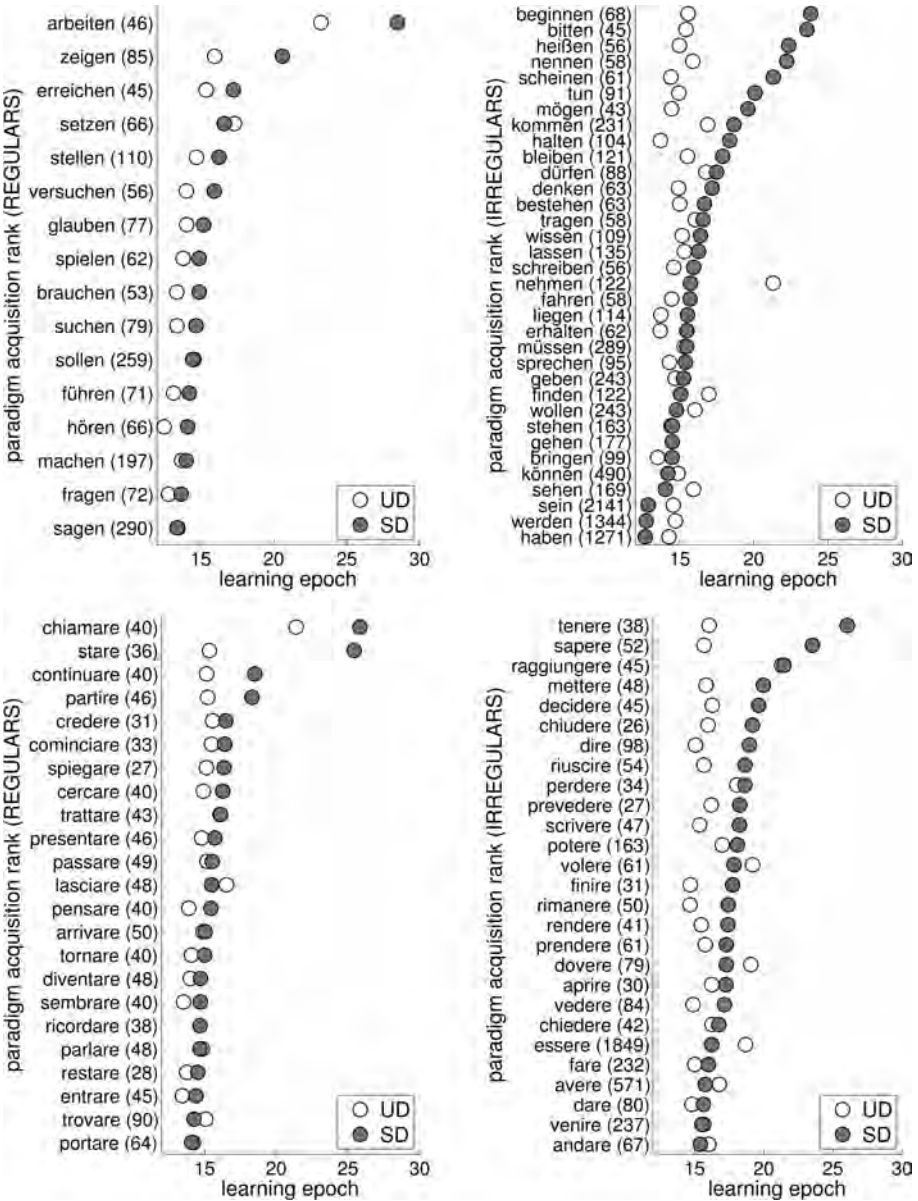 paradigm acquisition rank (REGULARS)
arbeiten (46)
zeigen (85)
erreichen (45)
setzen (66)
stellen (110)
versuchen (56)
glauben (77)
spielen (62)
brauchen (53)
suchen (79)
sollen (259)
führen (71)
hören (66)
machen (197)
fragen (72)
sagen (290)
UD
SD
15 20 25 30
learning epoch
paradigm acquisition rank (IRREGULARS)
beginnen (68)
bitten (45)
heißen (56)
nennen (58)
scheinen (61)
tun (91)
mögen (43)
kommen (231)
halten (104)
bleiben (121)
dürfen (88)
denken (63)
bestehen (63)
tragen (58)
wissen (109)
lassen (135)
schreiben (56)
nehmen (122)
fahren (58)
liegen (114)
erhalten (62)
müssen (289)
sprechen (95)
geben (243)
finden (122)
wollen (243)
stehen (163)
gehen (177)
bringen (99)
können (490)
sehen (169)
sein (2141)
werden (1344)
haben (1271)
UD
SD
15 20 25 30
learning epoch
paradigm acquisition rank (REGULARS)
chiamare (40)
stare (36)
continuare (40)
partire (46)
credere (31)
cominciare (33)
spiegare (27)
cercare (40)
trattare (43)
presentare (46)
passare (49)
lasciare (48)
pensare (40)
arrivare (50)
tornare (40)
diventare (48)
sembrare (40)
ricordare (38)
parlare (48)
restare (28)
entrare (45)
trovare (90)
portare (64)
UD
SD
15 20 25 30
learning epoch
paradigm acquisition rank (IRREGULARS)
tenere (38)
sapere (52)
raggiungere (45)
mettere (48)
decidere (45)
chiudere (26)
dire (98)
riuscire (54)
perdere (34)
prevedere (27)
scrivere (47)
potere (163)
volere (61)
finire (31)
rimanere (50)
rendere (41)
prendere (61)
dovere (79)
aprire (30)
vedere (84)
chiedere (42)
essere (1849)
fare (232)
avere (571)
dare (80)
venire (237)
andare (67)
UD
SD
15 20 25 30
learning epoch